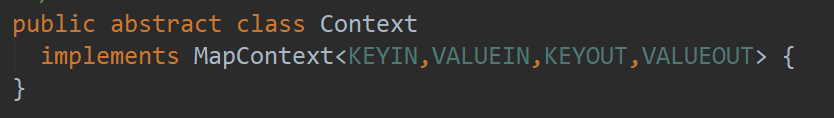 public abstract class Context
implements MapContext<KEYIN,VALUEIN,KEYOUT,VALUEOUT> {
}